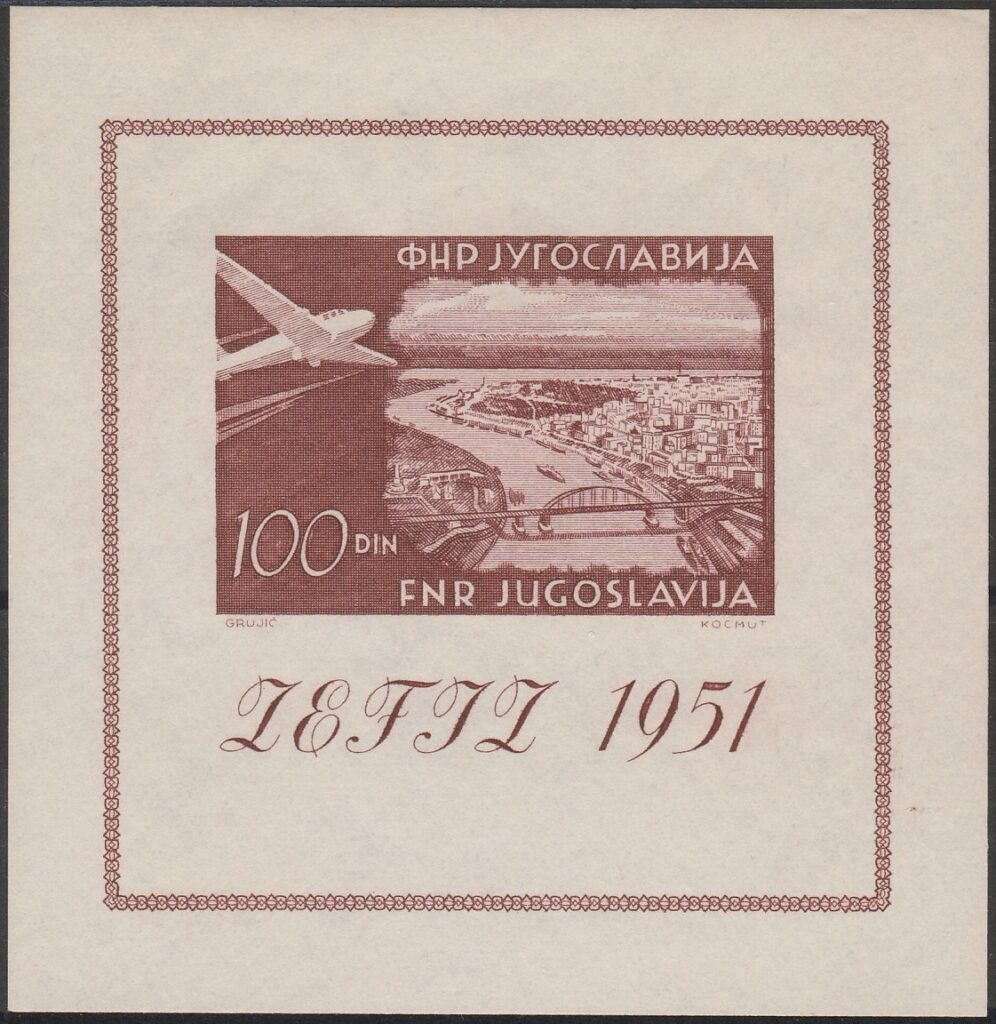 ФНР ЈУГОСЛАВИЈА
100 DIN
FNR JUGOSLAVIJA
GRUJIĆ KOCMUT
ZEFIZ 1951